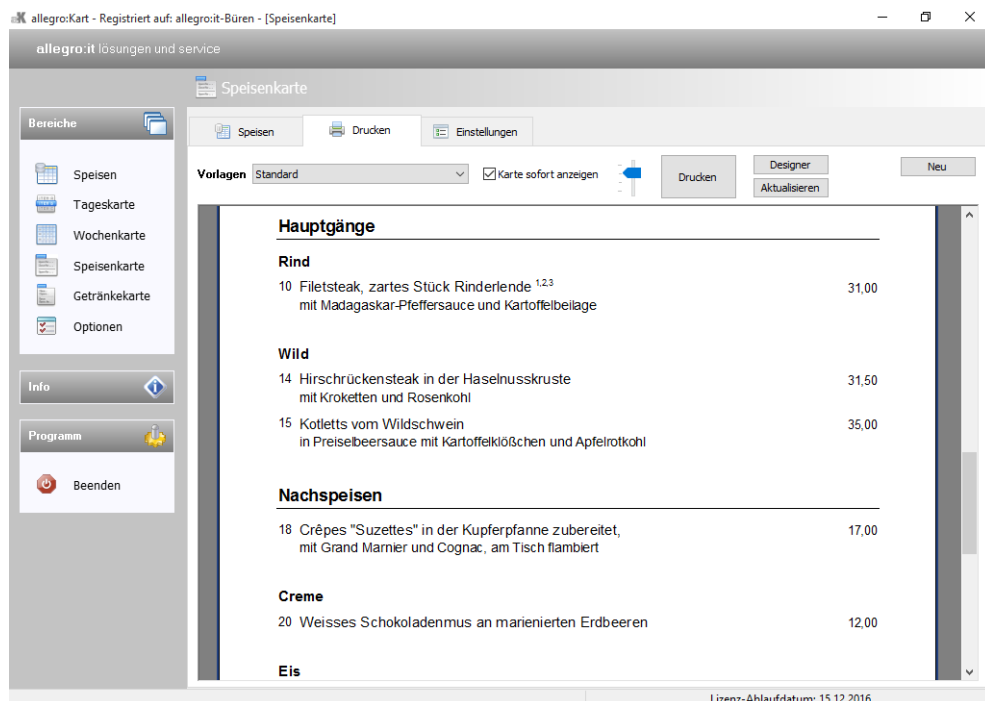 allegro:Kart - Registriert auf: allegro:it-Büren - [Speisenkarte]
allegro:it lösungen und service
Speisenkarte
Bereiche
Speisen
Tageskarte
Wochenkarte
Speisenkarte
Getränkekarte
Optionen
Info
Programm
Beenden
Speisen Drucken Einstellungen
Vorlagen Standard Karte sofort anzeigen Drucken Designer Aktualisieren Neu
Hauptgänge
Rind
10 Filetsteak, zartes Stück Rinderlende 1,2,3 31,00
mit Madagaskar-Pfeffersauce und Kartoffelbeilage
Wild
14 Hirschrückensteak in der Haselnusskruste 31,50
mit Kroketten und Rosenkohl
15 Kotletts vom Wildschwein 35,00
in Preiselbeersauce mit Kartoffelklößchen und Apfelrotkohl
Nachspeisen
18 Crêpes "Suzettes" in der Kupferpfanne zubereitet, 17,00
mit Grand Marnier und Cognac, am Tisch flambiert
Creme
20 Weisses Schokoladenmus an marienierten Erdbeeren 12,00
Eis
Lizenz-Ablaufdatum: 15.12.2016